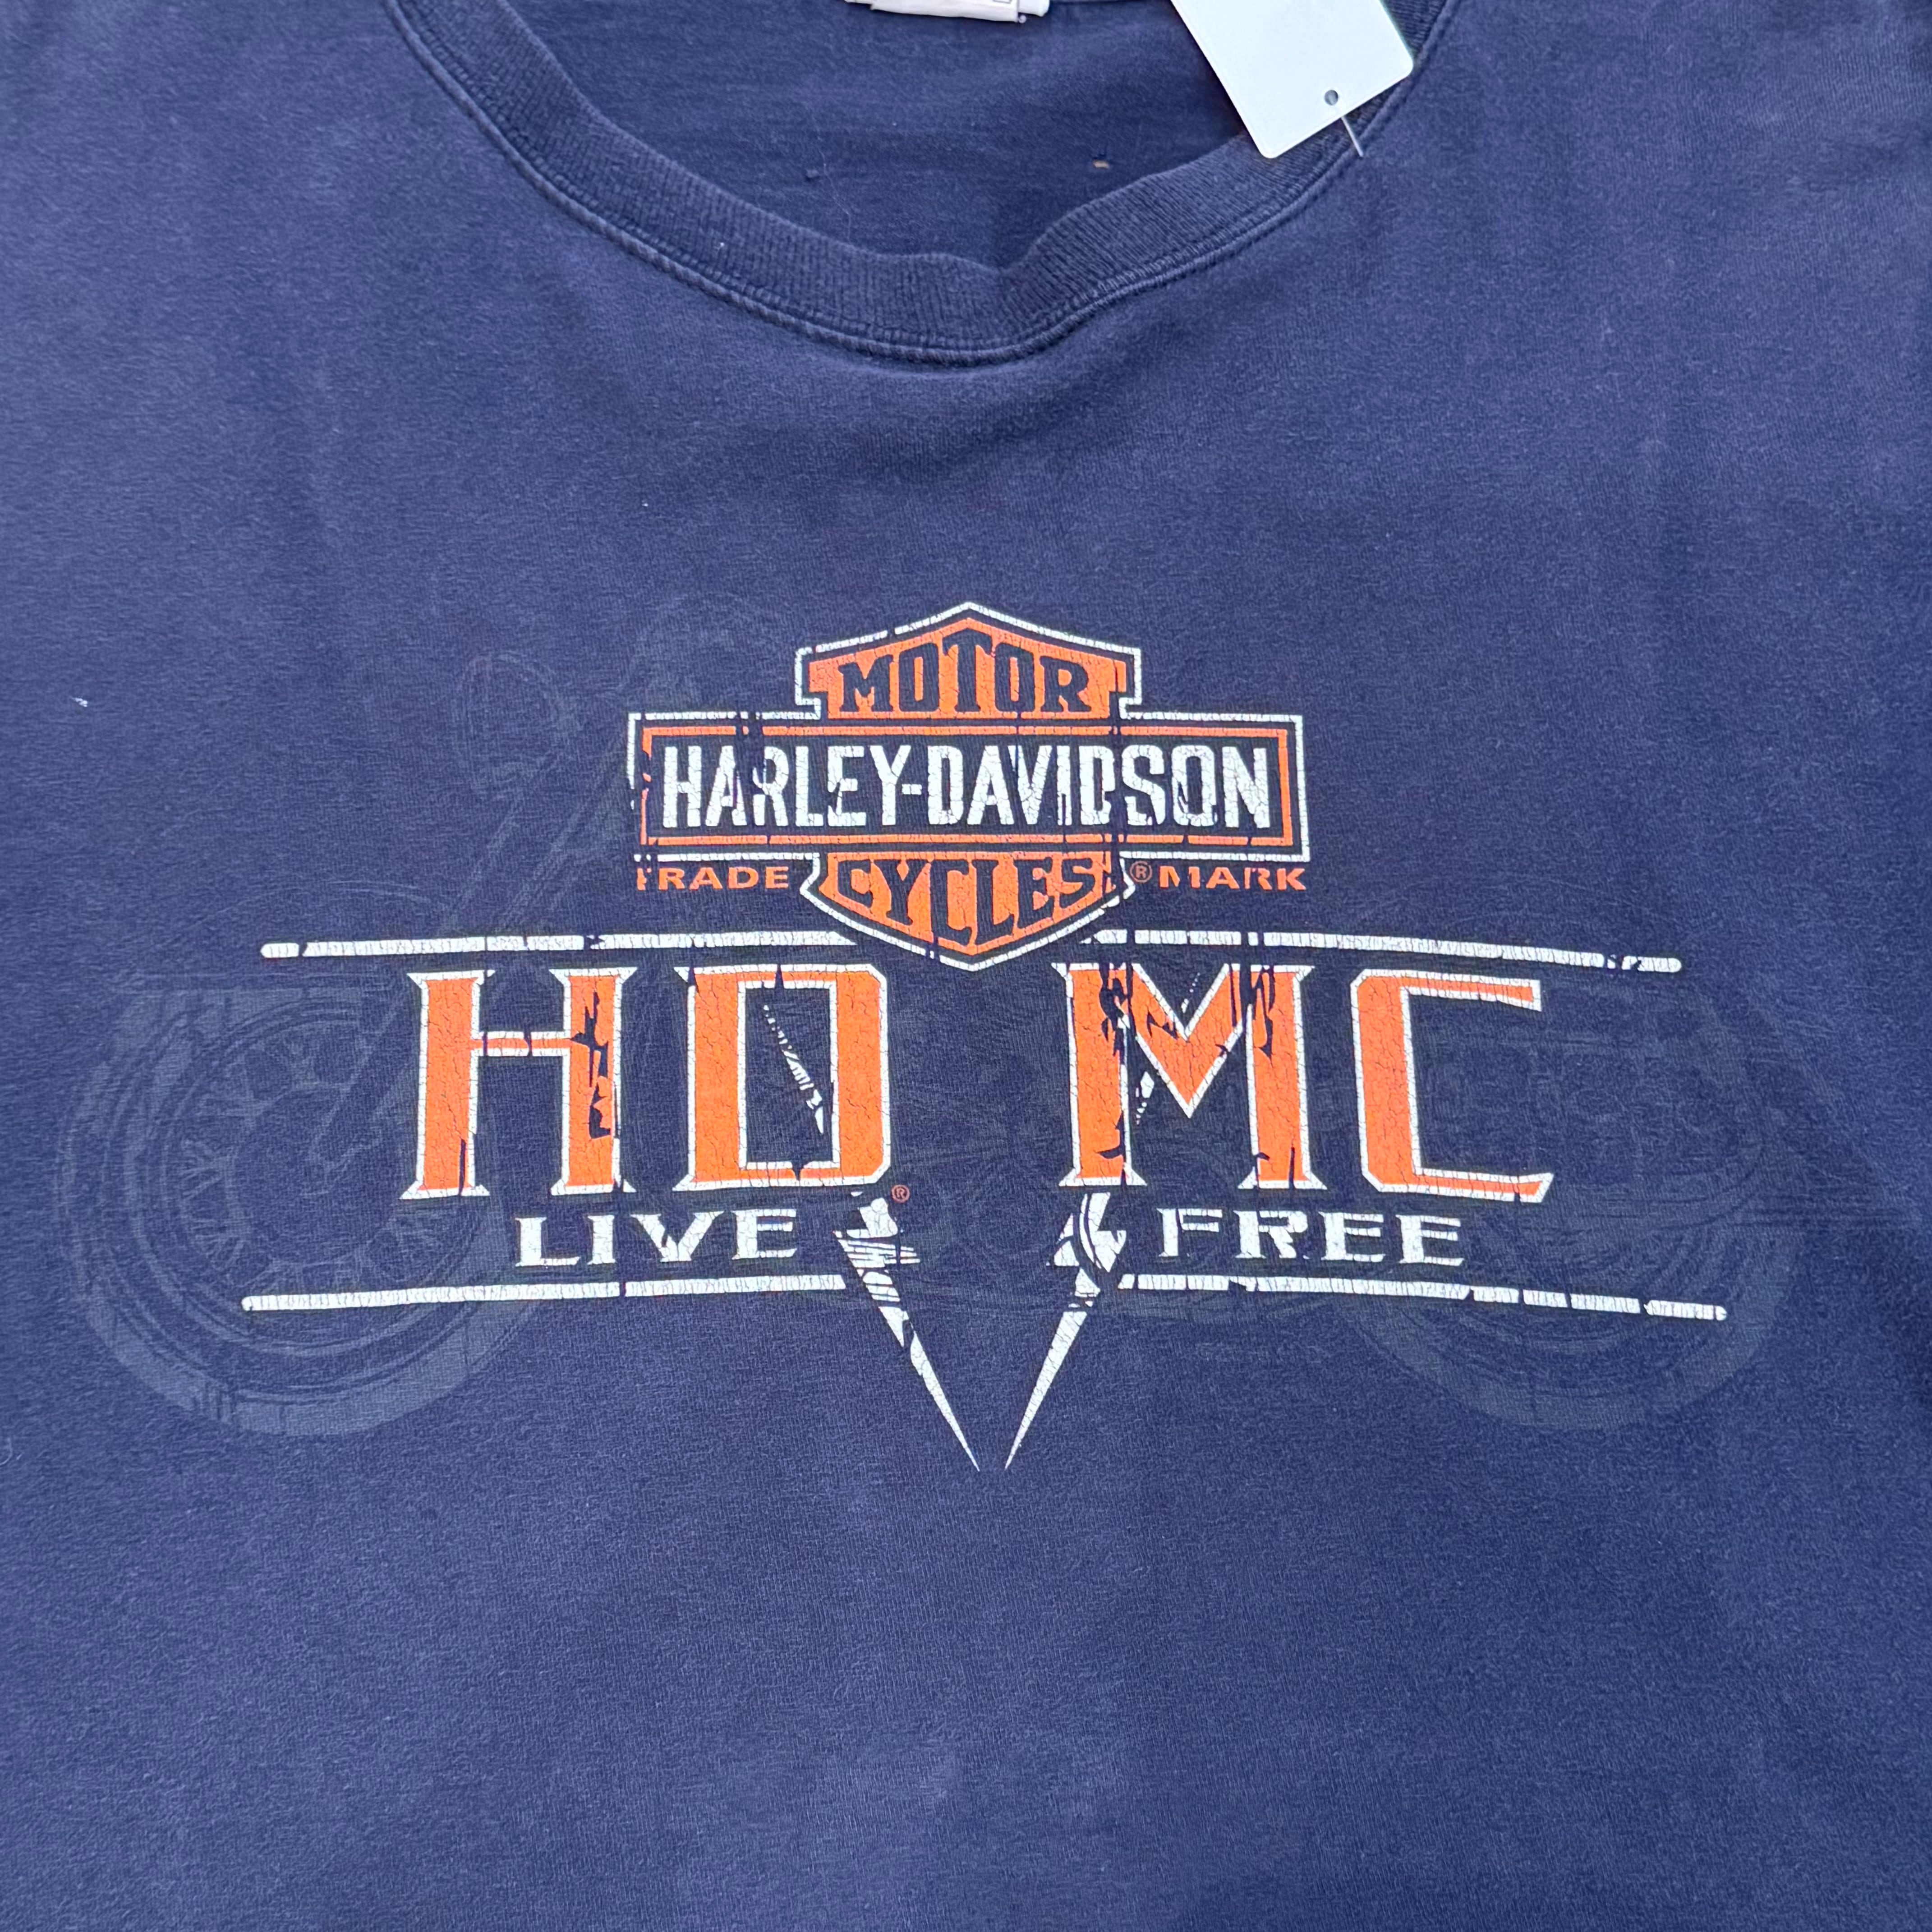 MOTOR
HARLEY-DAVIDSON
TRADE CYCLES ® MARK
HD MC
®
LIVE FREE